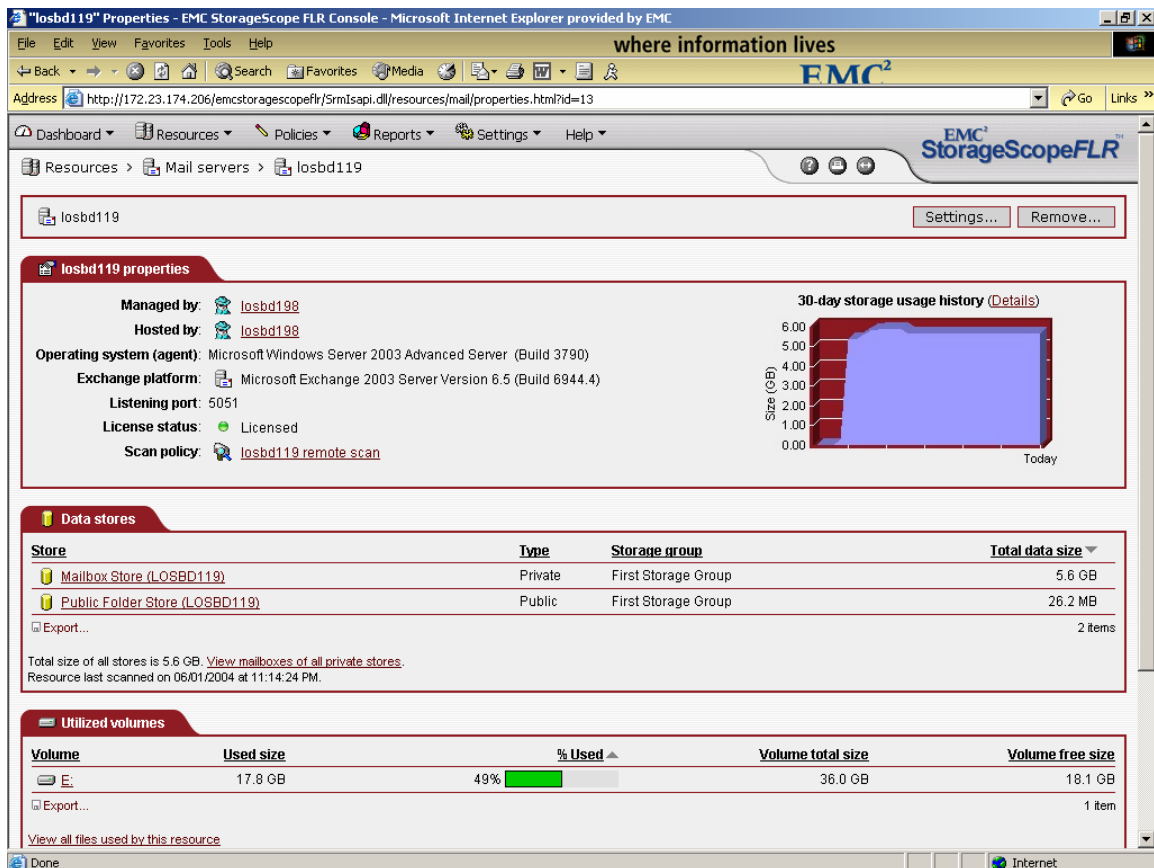 "losbd119" Properties - EMC StorageScope FLR Console - Microsoft Internet Explorer provided by EMC
File Edit View Favorites Tools Help
where information lives
Back Search Favorites Media
EMC²
Address http://172.23.174.206/emcstoragescopeflr/SrmIsapi.dll/resources/mail/properties.html?id=13 Go Links »
Dashboard Resources Policies Reports Settings Help
EMC²
StorageScopeFLR™
Resources > Mail servers > losbd119
losbd119 Settings... Remove...
losbd119 properties
Managed by: losbd198
Hosted by: losbd198
Operating system (agent): Microsoft Windows Server 2003 Advanced Server (Build 3790)
Exchange platform: Microsoft Exchange 2003 Server Version 6.5 (Build 6944.4)
Listening port: 5051
License status: Licensed
Scan policy: losbd119 remote scan
30-day storage usage history (Details)
6.00
5.00
4.00
3.00
2.00
1.00
0.00
Size (GB)
Today
Data stores
Store Type Storage group Total data size
Mailbox Store (LOSBD119) Private First Storage Group 5.6 GB
Public Folder Store (LOSBD119) Public First Storage Group 26.2 MB
Export... 2 items
Total size of all stores is 5.6 GB. View mailboxes of all private stores.
Resource last scanned on 06/01/2004 at 11:14:24 PM.
Utilized volumes
Volume Used size % Used Volume total size Volume free size
E: 17.8 GB 49% 36.0 GB 18.1 GB
Export... 1 item
View all files used by this resource
Done Internet